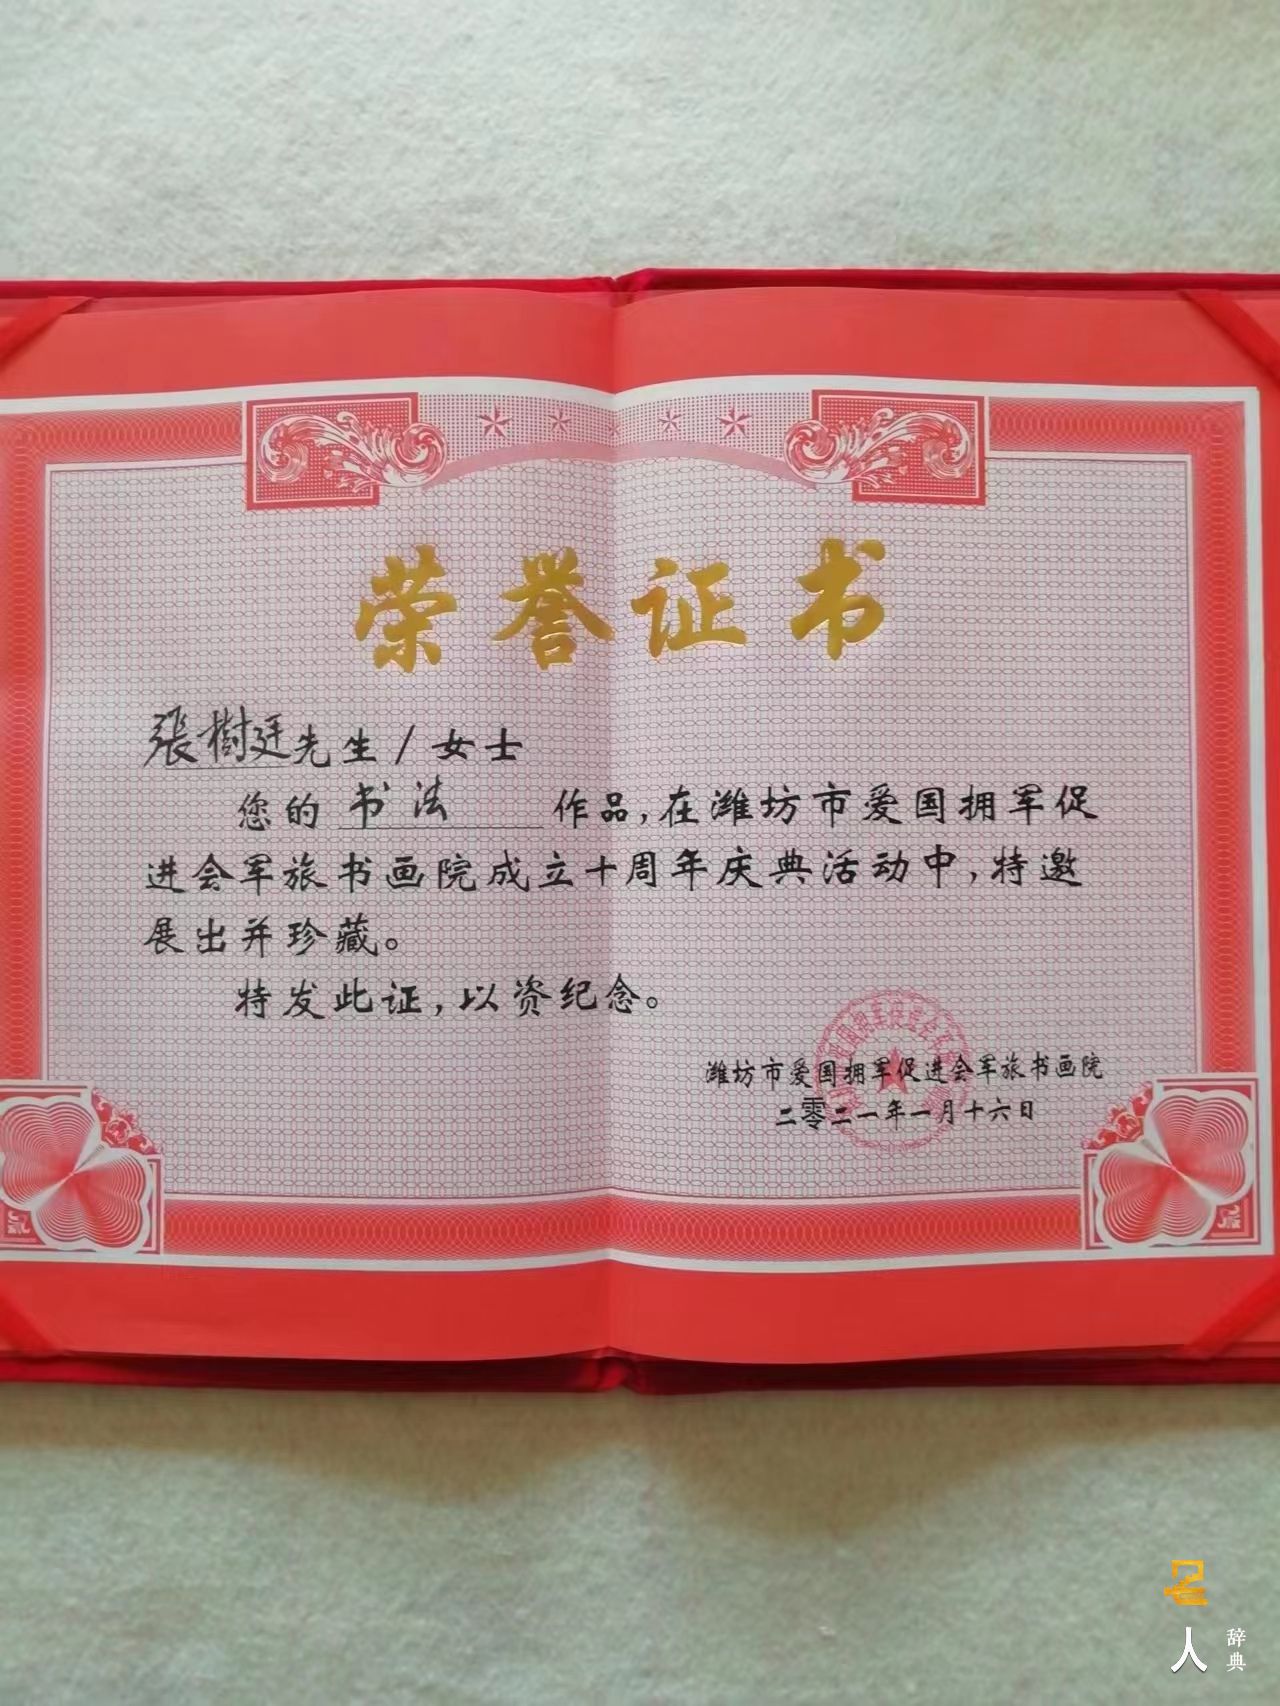 荣誉证书
張樹廷先生/女士
您的 书法 作品,在潍坊市爱国拥军促
进会军旅书画院成立十周年庆典活动中,特邀
展出并珍藏。
特发此证,以资纪念。
潍坊市爱国拥军促进会军旅书画院
二零二一年一月十六日
名
人
辞
典